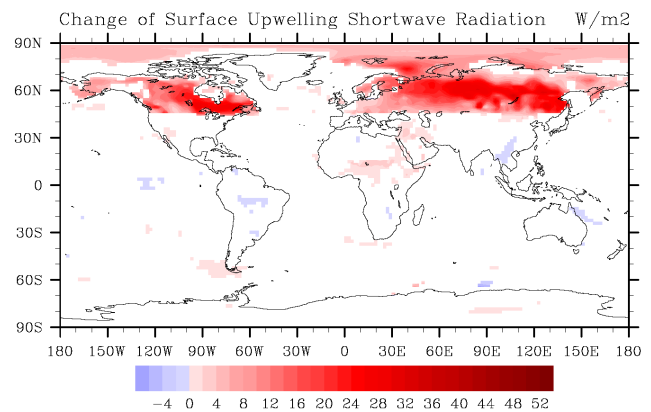 Change of Surface Upwelling Shortwave Radiation W/m2
90N
60N
30N
0
30S
60S
90S
180 150W 120W 90W 60W 30W 0 30E 60E 90E 120E 150E 180
−4 0 4 8 12 16 20 24 28 32 36 40 44 48 52